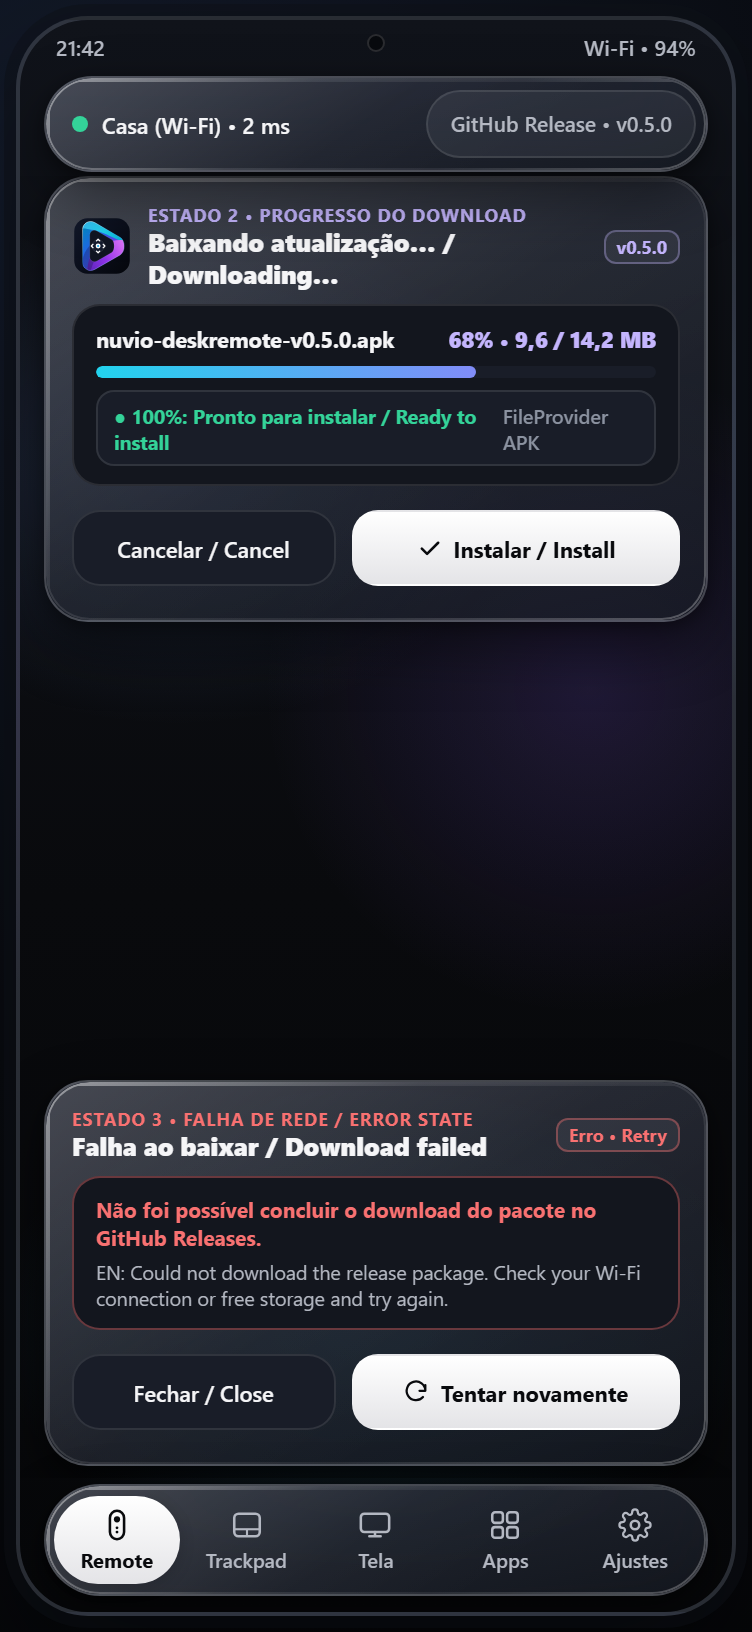 21:42
Wi-Fi • 94%
Casa (Wi-Fi) • 2 ms
GitHub Release • v0.5.0
ESTADO 2 • PROGRESSO DO DOWNLOAD
Baixando atualização... /
Downloading...
v0.5.0
nuvio-deskremote-v0.5.0.apk
68% • 9,6 / 14,2 MB
● 100%: Pronto para instalar / Ready to
install
FileProvider
APK
Cancelar / Cancel
Instalar / Install
ESTADO 3 • FALHA DE REDE / ERROR STATE
Falha ao baixar / Download failed
Erro • Retry
Não foi possível concluir o download do pacote no
GitHub Releases.
EN: Could not download the release package. Check your Wi-Fi
connection or free storage and try again.
Fechar / Close
Tentar novamente
Remote
Trackpad
Tela
Apps
Ajustes